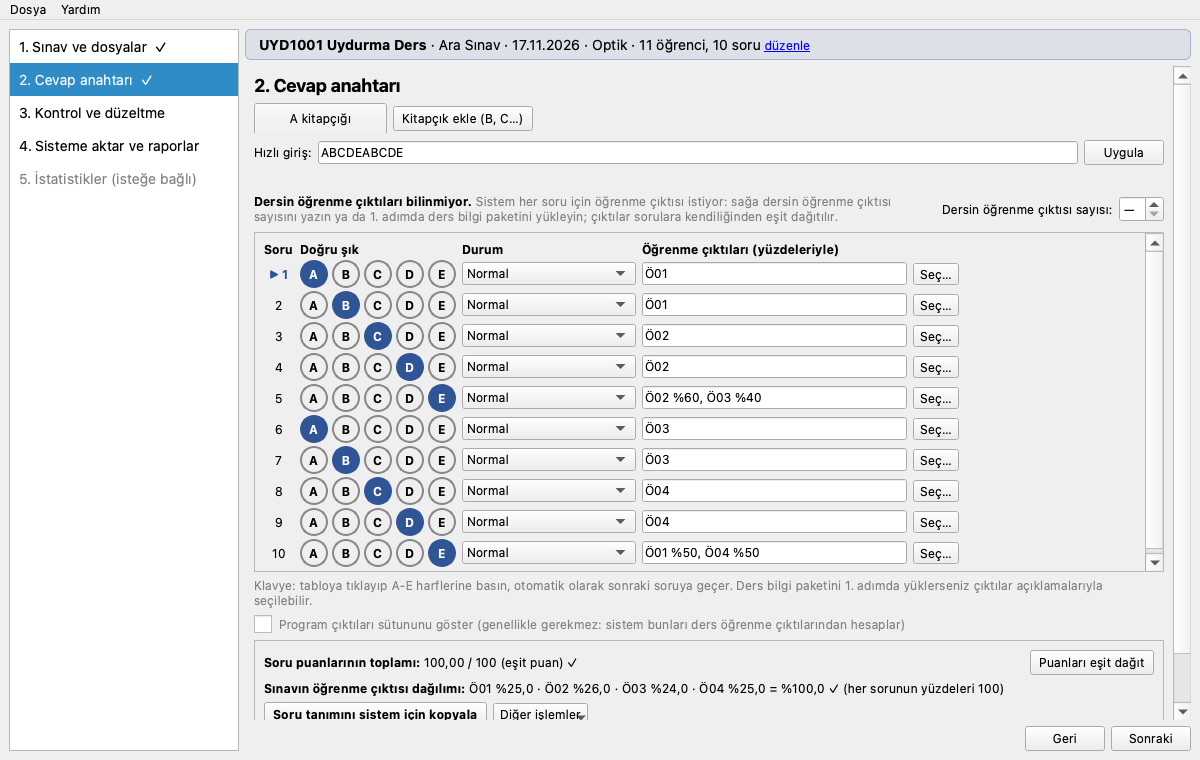 Dosya Yardım
1. Sınav ve dosyalar ✓
2. Cevap anahtarı ✓
3. Kontrol ve düzeltme
4. Sisteme aktar ve raporlar
5. İstatistikler (isteğe bağlı)
UYD1001 Uydurma Ders · Ara Sınav · 17.11.2026 · Optik · 11 öğrenci, 10 soru düzenle
2. Cevap anahtarı
A kitapçığı Kitapçık ekle (B, C...)
Hızlı giriş: ABCDEABCDE Uygula
Dersin öğrenme çıktıları bilinmiyor. Sistem her soru için öğrenme çıktısı istiyor: sağa dersin öğrenme çıktısı
sayısını yazın ya da 1. adımda ders bilgi paketini yükleyin; çıktılar sorulara kendiliğinden eşit dağıtılır.
Dersin öğrenme çıktısı sayısı: —
Soru Doğru şık Durum Öğrenme çıktıları (yüzdeleriyle)
▶ 1 A B C D E Normal Ö01 Seç...
2 A B C D E Normal Ö01 Seç...
3 A B C D E Normal Ö02 Seç...
4 A B C D E Normal Ö02 Seç...
5 A B C D E Normal Ö02 %60, Ö03 %40 Seç...
6 A B C D E Normal Ö03 Seç...
7 A B C D E Normal Ö03 Seç...
8 A B C D E Normal Ö04 Seç...
9 A B C D E Normal Ö04 Seç...
10 A B C D E Normal Ö01 %50, Ö04 %50 Seç...
Klavye: tabloya tıklayıp A-E harflerine basın, otomatik olarak sonraki soruya geçer. Ders bilgi paketini 1. adımda yüklerseniz çıktılar açıklamalarıyla
seçilebilir.
Program çıktıları sütununu göster (genellikle gerekmez: sistem bunları ders öğrenme çıktılarından hesaplar)
Soru puanlarının toplamı: 100,00 / 100 (eşit puan) ✓ Puanları eşit dağıt
Sınavın öğrenme çıktısı dağılımı: Ö01 %25,0 · Ö02 %26,0 · Ö03 %24,0 · Ö04 %25,0 = %100,0 ✓ (her sorunun yüzdeleri 100)
Soru tanımını sistem için kopyala Diğer işlemler
Geri Sonraki